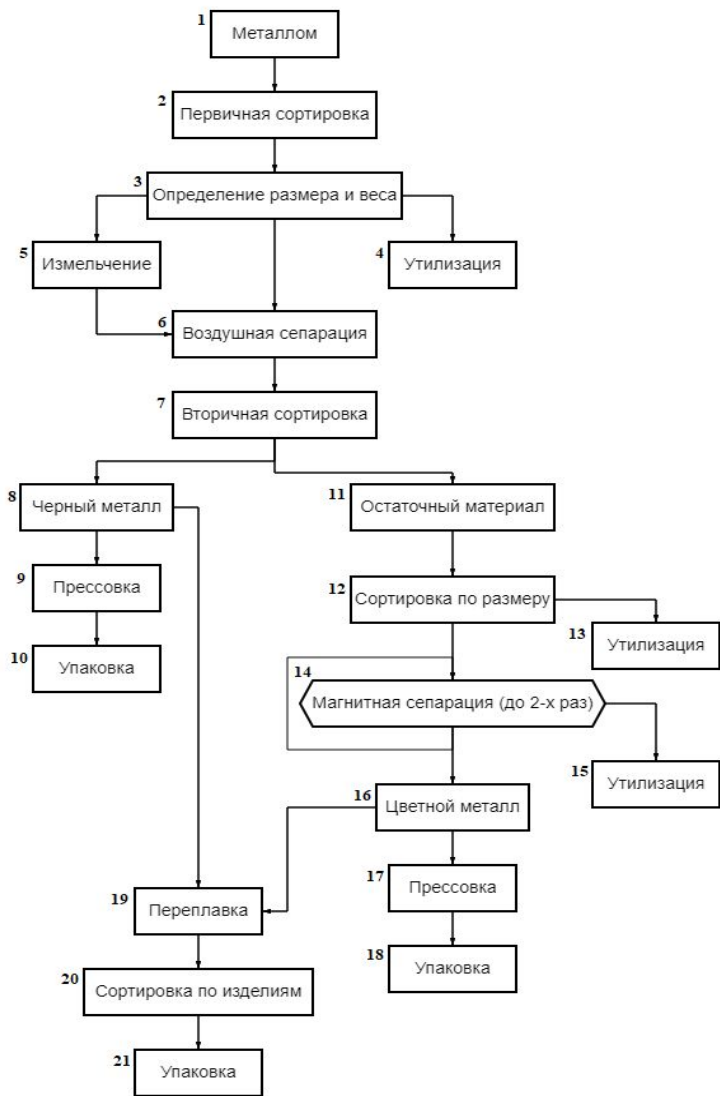 1 Металлом
2 Первичная сортировка
3 Определение размера и веса
5 Измельчение
4 Утилизация
6 Воздушная сепарация
7 Вторичная сортировка
8 Черный металл
11 Остаточный материал
9 Прессовка
12 Сортировка по размеру
10 Упаковка
13 Утилизация
14 Магнитная сепарация (до 2-х раз)
15 Утилизация
16 Цветной металл
17 Прессовка
19 Переплавка
18 Упаковка
20 Сортировка по изделиям
21 Упаковка